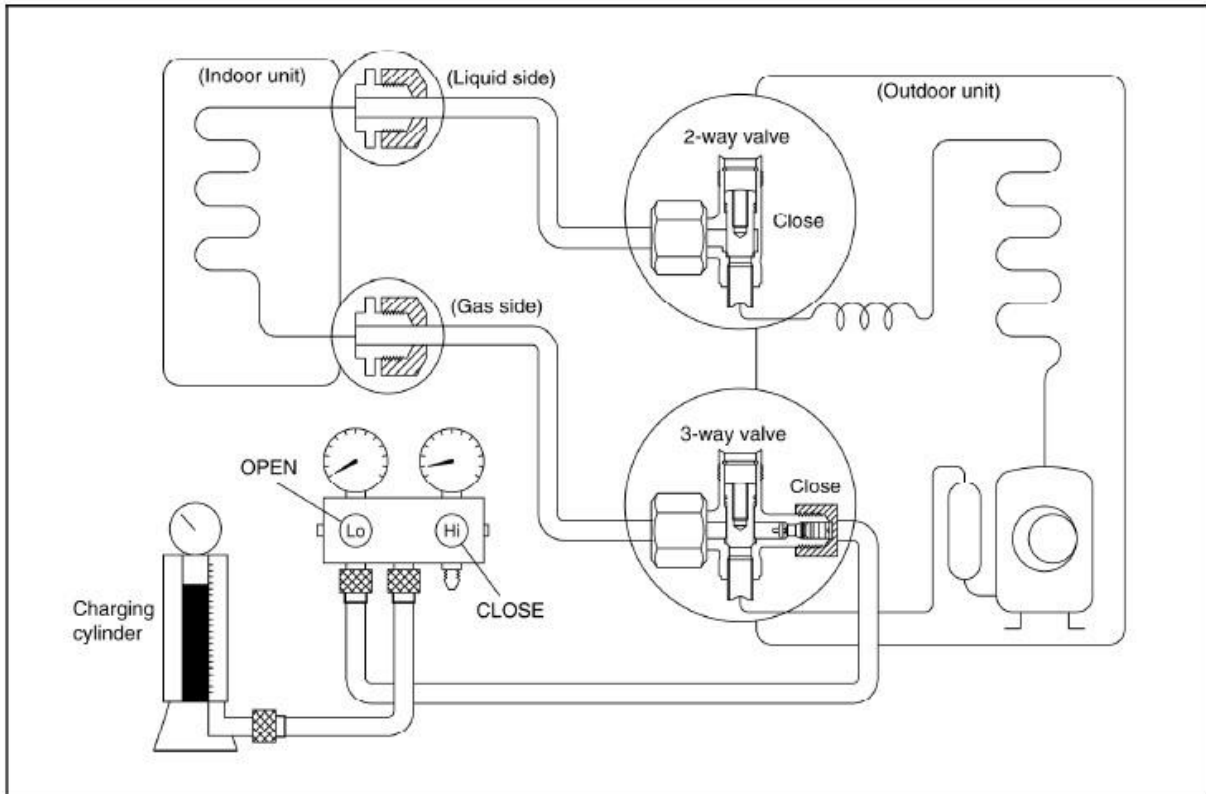 (Indoor unit)
(Liquid side)
(Outdoor unit)
2-way valve
Close
(Gas side)
3-way valve
Close
OPEN
Lo
Hi
CLOSE
Charging
cylinder